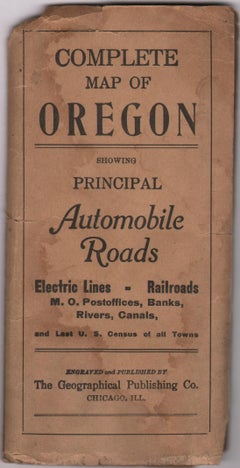 COMPLETE
MAP OF
OREGON
SHOWING
PRINCIPAL
Automobile
Roads
Electric Lines - Railroads
M. O. Postoffices, Banks,
Rivers, Canals,
and Last U. S. Census of all Towns
ENGRAVED and PUBLISHED BY
The Geographical Publishing Co.
CHICAGO, ILL.